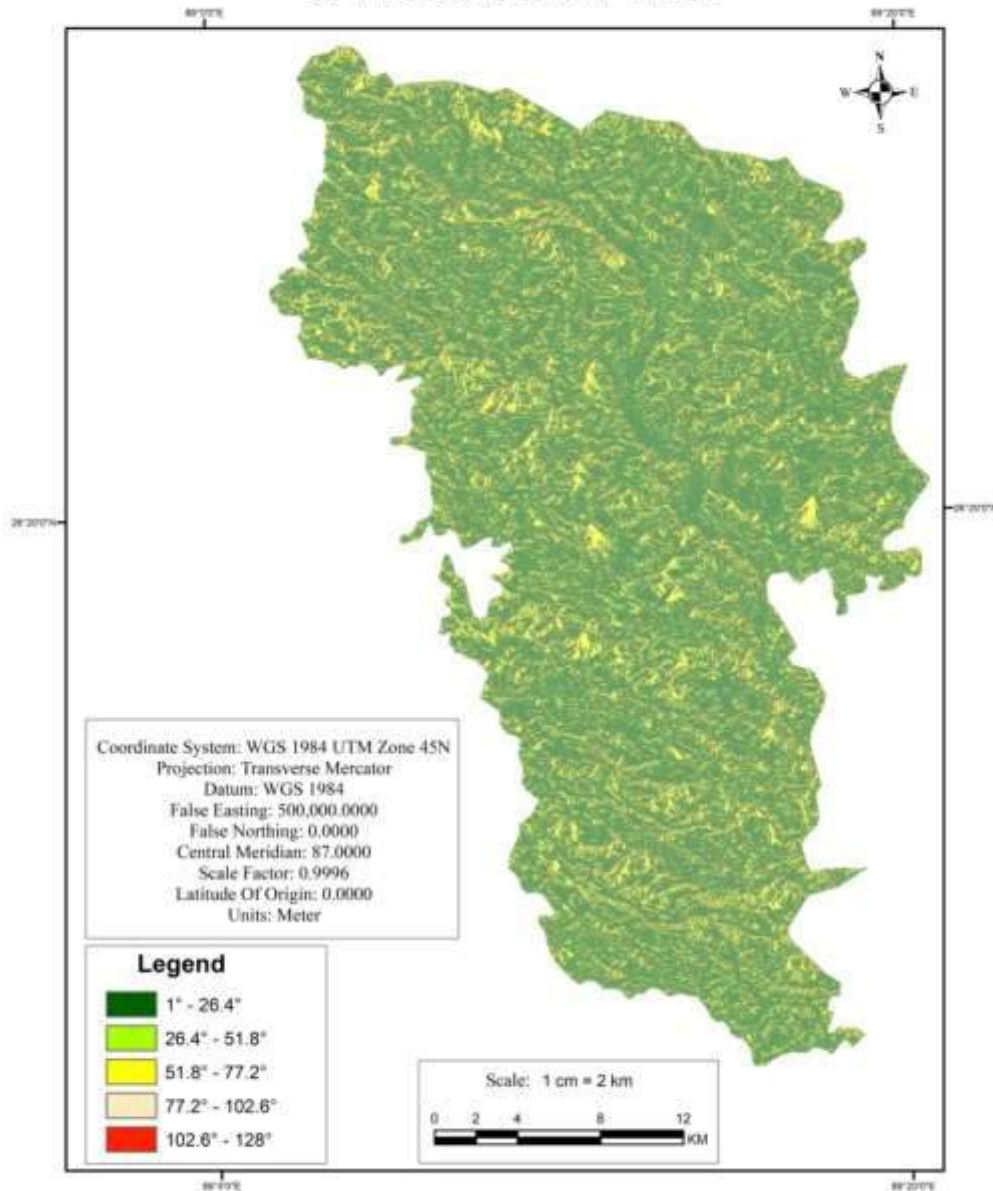 N
W E
S
Coordinate System: WGS 1984 UTM Zone 45N
Projection: Transverse Mercator
Datum: WGS 1984
False Easting: 500,000.0000
False Northing: 0.0000
Central Meridian: 87.0000
Scale Factor: 0.9996
Latitude Of Origin: 0.0000
Units: Meter
Legend
1° - 26.4°
26.4° - 51.8°
51.8° - 77.2°
77.2° - 102.6°
102.6° - 128°
Scale: 1 cm = 2 km
0 2 4 8 12
KM